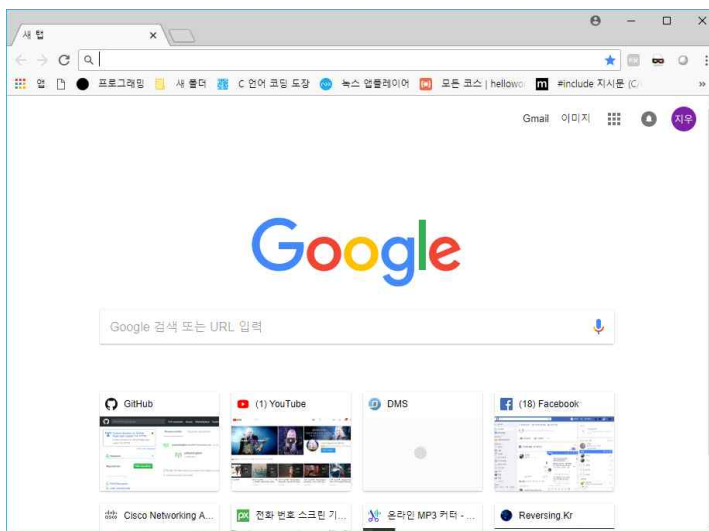 새 탭
앱 프로그래밍 새 폴더 C 언어 코딩 도장 녹스 앱플레이어 모든 코스 | hellowo #include 지시문 (C/ »
Gmail 이미지 지우
Google
Google 검색 또는 URL 입력
GitHub (1) YouTube DMS (18) Facebook
Cisco Networking A... 전화 번호 스크린 기... 온라인 MP3 커터 - ... Reversing.Kr